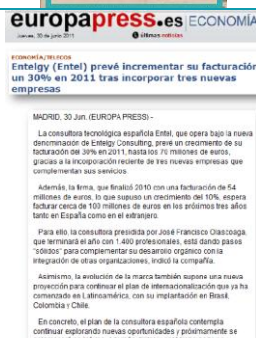 europapress.es ECONOMÍA
Jueves, 30 de junio 2011 últimas noticias
ECONOMÍA/TELECOS
Entelgy (Entel) prevé incrementar su facturación
un 30% en 2011 tras incorporar tres nuevas
empresas
MADRID, 30 Jun. (EUROPA PRESS) -
La consultora tecnológica española Entel, que opera bajo la nueva
denominación de Entelgy Consulting, prevé un crecimiento de su
facturación del 30% en 2011, hasta los 70 millones de euros,
gracias a la incorporación reciente de tres nuevas empresas que
complementan sus servicios.
Además, la firma, que finalizó 2010 con una facturación de 54
millones de euros, lo que supuso un crecimiento del 10%, espera
facturar cerca de 100 millones de euros en los próximos tres años
tanto en España como en el extranjero.
Para ello, la consultora presidida por José Francisco Olascoaga,
que terminará el año con 1.400 profesionales, está dando pasos
"sólidos" para complementar su desarrollo orgánico con la
integración de otras organizaciones, indicó la compañía.
Asimismo, la evolución de la marca también supone una nueva
proyección para continuar el plan de internacionalización que ya ha
comenzado en Latinoamérica, con su implantación en Brasil,
Colombia y Chile.
En concreto, el plan de la consultora española contempla
continuar explorando nuevas oportunidades y próximamente se